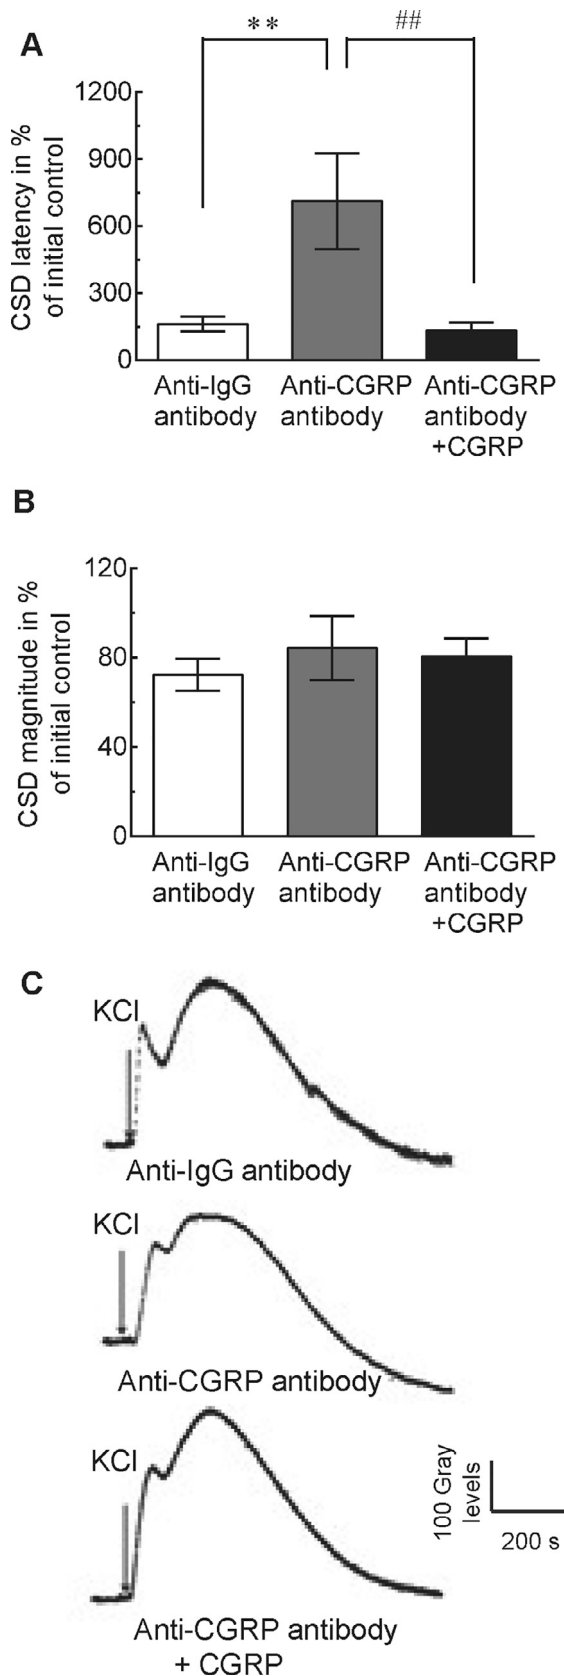 A
**
##
CSD latency in %
of initial control
1200
900
600
300
0
Anti-IgG
antibody
Anti-CGRP
antibody
Anti-CGRP
antibody
+CGRP
B
CSD magnitude in %
of initial control
120
80
40
0
Anti-IgG
antibody
Anti-CGRP
antibody
Anti-CGRP
antibody
+CGRP
C
KCl
Anti-IgG antibody
KCl
Anti-CGRP antibody
KCl
100 Gray
levels
200 s
Anti-CGRP antibody
+ CGRP